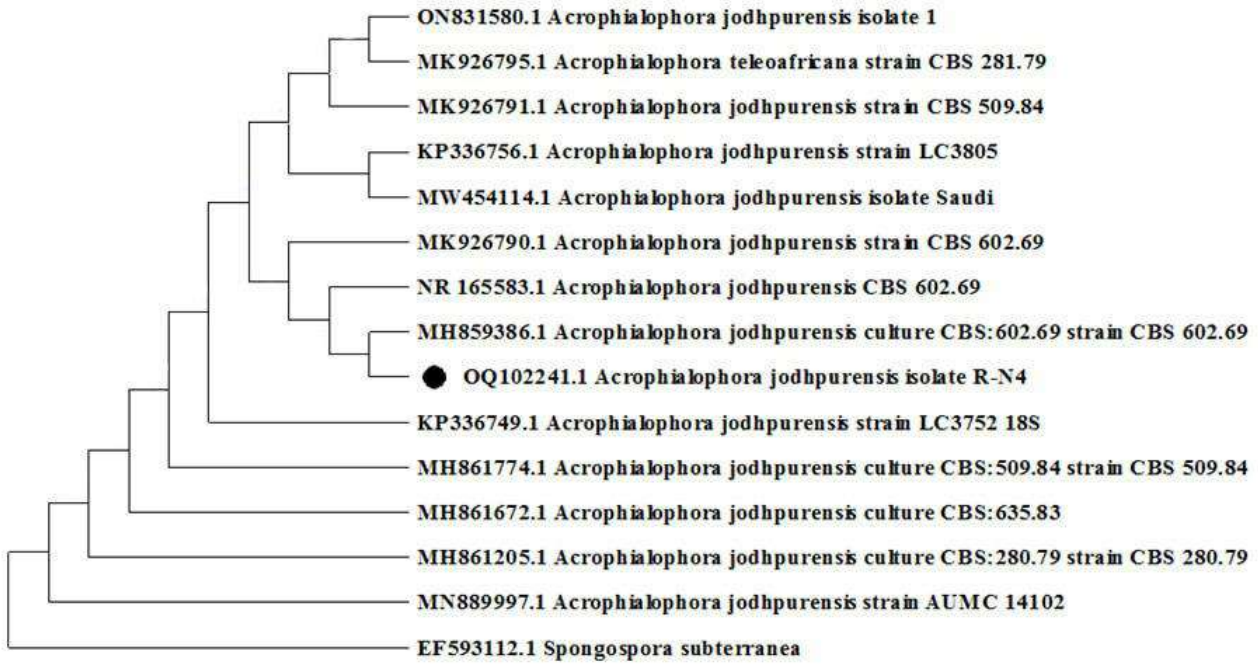 ON831580.1 Acrophialophora jodhpurensis isolate 1
MK926795.1 Acrophialophora teleoafricana strain CBS 281.79
MK926791.1 Acrophialophora jodhpurensis strain CBS 509.84
KP336756.1 Acrophialophora jodhpurensis strain LC3805
MW454114.1 Acrophialophora jodhpurensis isolate Saudi
MK926790.1 Acrophialophora jodhpurensis strain CBS 602.69
NR 165583.1 Acrophialophora jodhpurensis CBS 602.69
MH859386.1 Acrophialophora jodhpurensis culture CBS:602.69 strain CBS 602.69
OQ102241.1 Acrophialophora jodhpurensis isolate R-N4
KP336749.1 Acrophialophora jodhpurensis strain LC3752 18S
MH861774.1 Acrophialophora jodhpurensis culture CBS:509.84 strain CBS 509.84
MH861672.1 Acrophialophora jodhpurensis culture CBS:635.83
MH861205.1 Acrophialophora jodhpurensis culture CBS:280.79 strain CBS 280.79
MN889997.1 Acrophialophora jodhpurensis strain AUMC 14102
EF593112.1 Spongospora subterranea